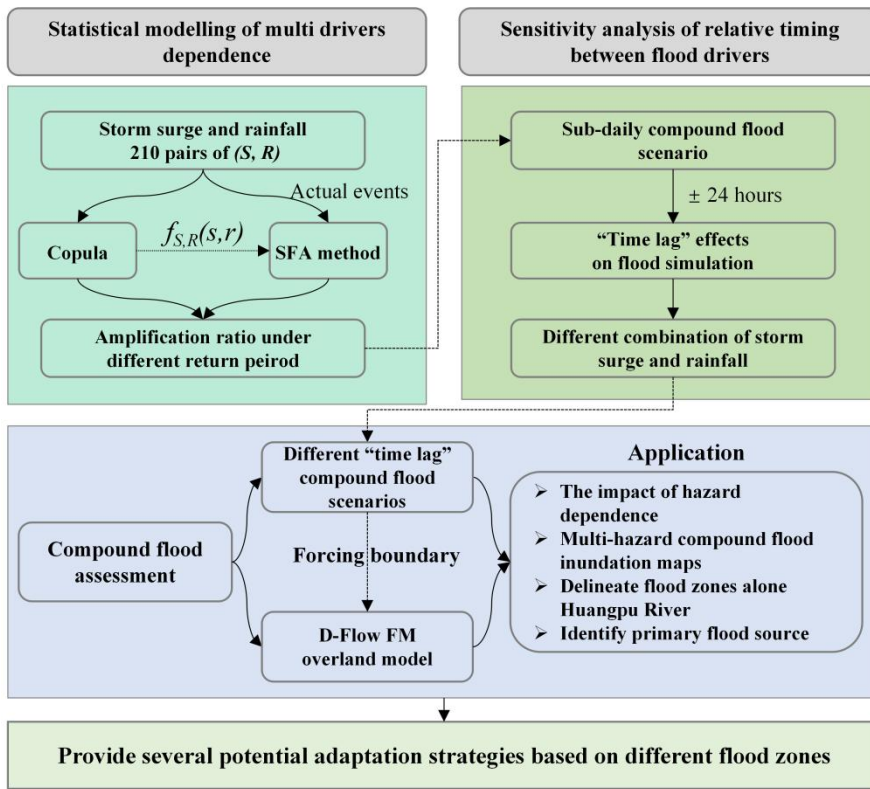 Statistical modelling of multi drivers
dependence
Sensitivity analysis of relative timing
between flood drivers
Storm surge and rainfall
210 pairs of (S, R)
Actual events
Copula
f_{S,R}(s,r)
SFA method
Amplification ratio under
different return peirod
Sub-daily compound flood
scenario
± 24 hours
“Time lag” effects
on flood simulation
Different combination of storm
surge and rainfall
Compound flood
assessment
Different “time lag”
compound flood
scenarios
Forcing boundary
D-Flow FM
overland model
Application
➢ The impact of hazard
dependence
➢ Multi-hazard compound flood
inundation maps
➢ Delineate flood zones alone
Huangpu River
➢ Identify primary flood source
Provide several potential adaptation strategies based on different flood zones